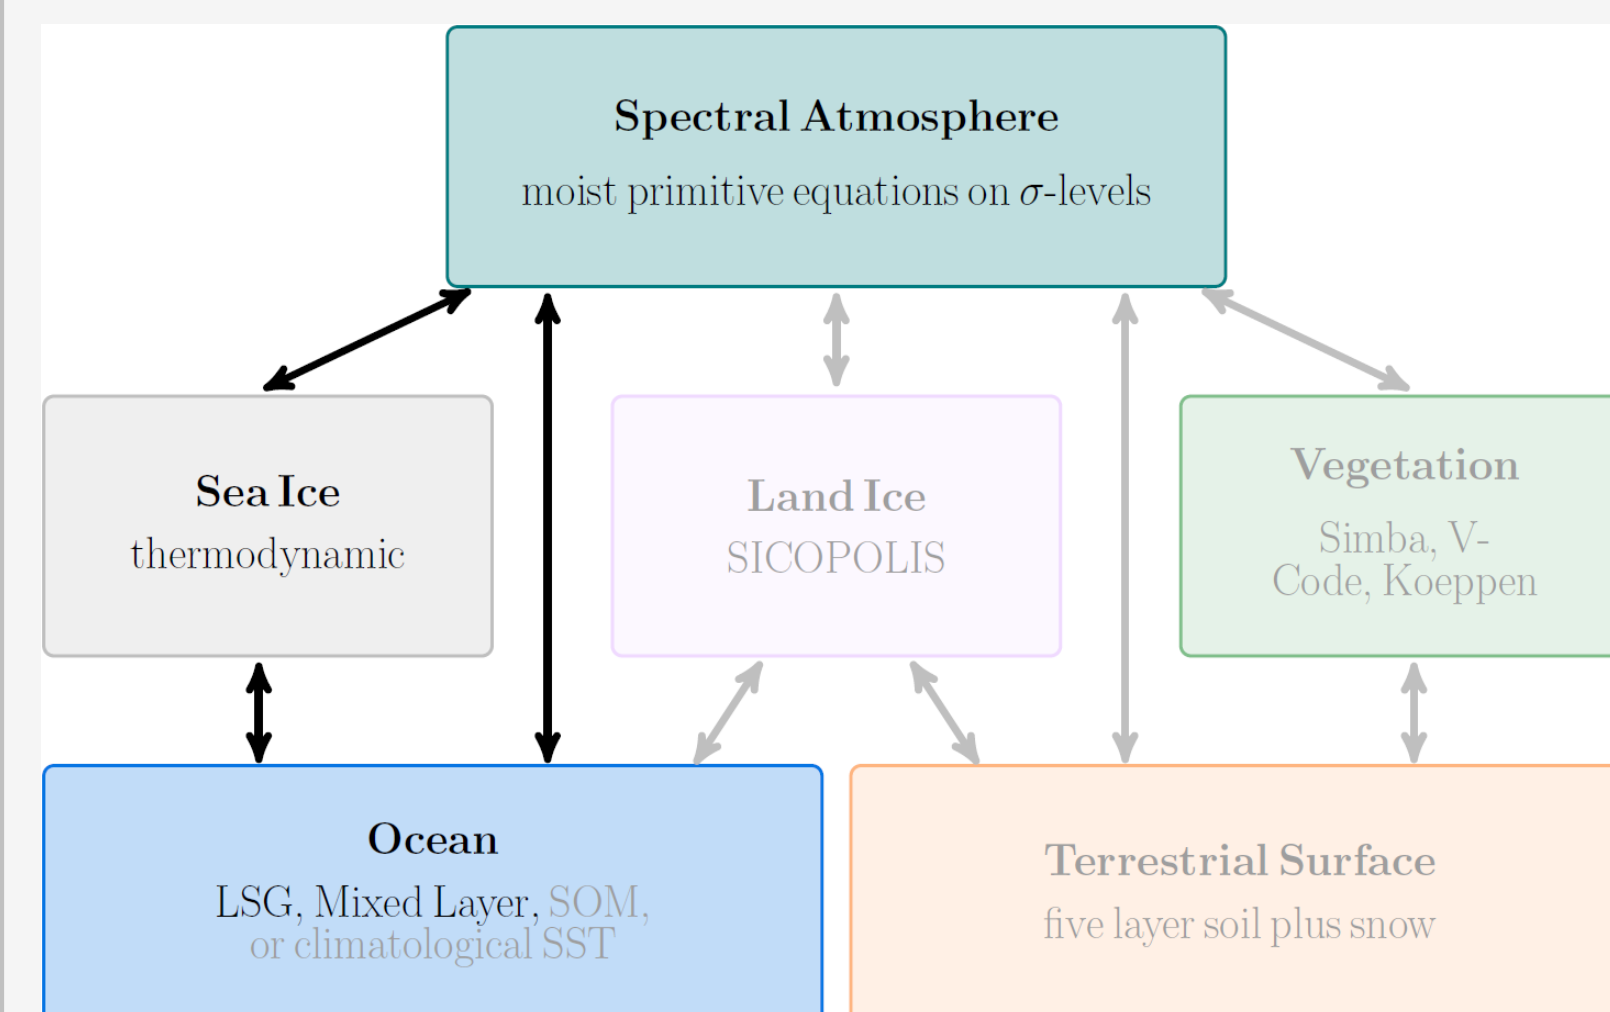 Spectral Atmosphere
moist primitive equations on σ-levels
Sea Ice
thermodynamic
Land Ice
SICOPOLIS
Vegetation
Simba, V-
Code, Koeppen
Ocean
LSG, Mixed Layer, SOM,
or climatological SST
Terrestrial Surface
five layer soil plus snow